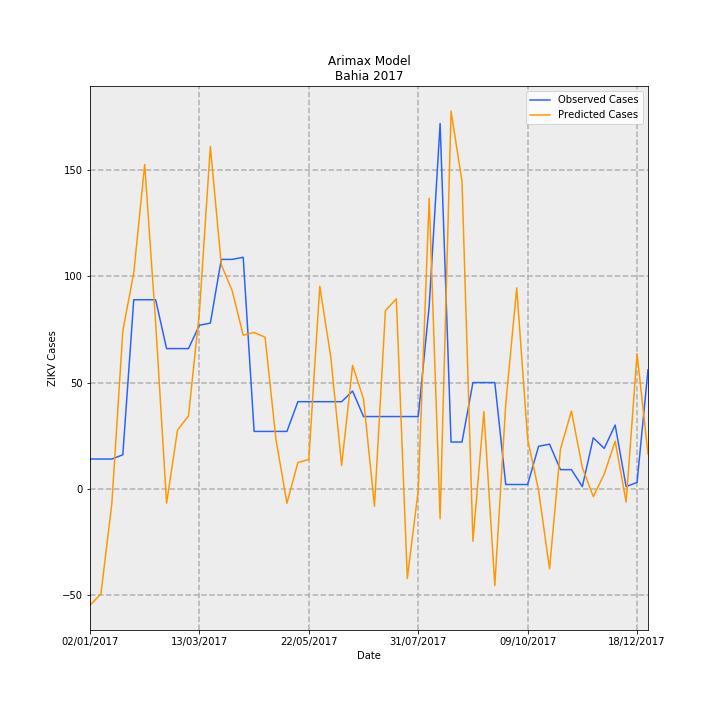 Arimax Model
Bahia 2017
Observed Cases
Predicted Cases
ZIKV Cases
150
100
50
0
−50
02/01/2017 13/03/2017 22/05/2017 31/07/2017 09/10/2017 18/12/2017
Date